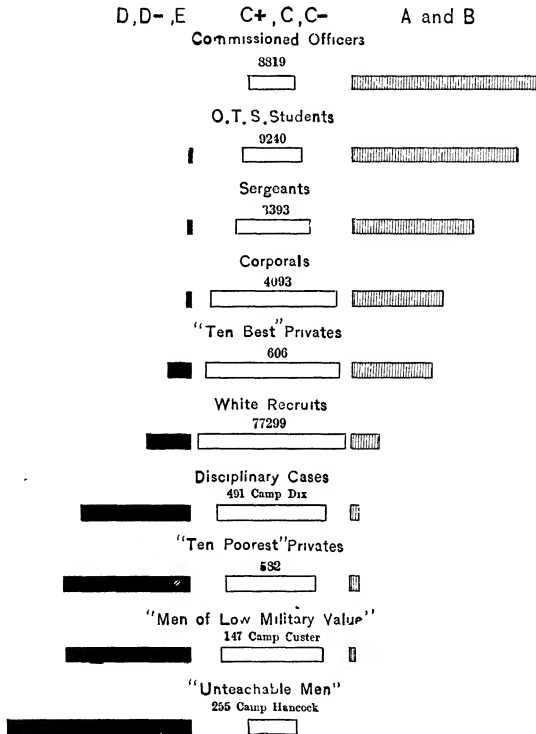 D,D-,E C+,C,C- A and B
Commissioned Officers
8819
O.T.S.Students
9240
Sergeants
3393
Corporals
4093
"Ten Best" Privates
606
White Recruits
77299
Disciplinary Cases
491 Camp Dix
"Ten Poorest" Privates
582
"Men of Low Military Value"
147 Camp Custer
"Unteachable Men"
255 Camp Hancock